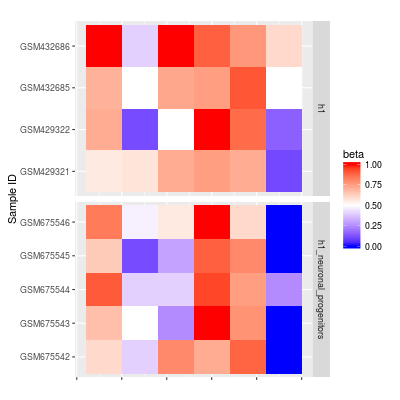 GSM432686
GSM432685
GSM429322
GSM429321
h1
Sample ID
GSM675546
GSM675545
GSM675544
GSM675543
GSM675542
h1_neuronal_progenitors
beta
1.00
0.75
0.50
0.25
0.00